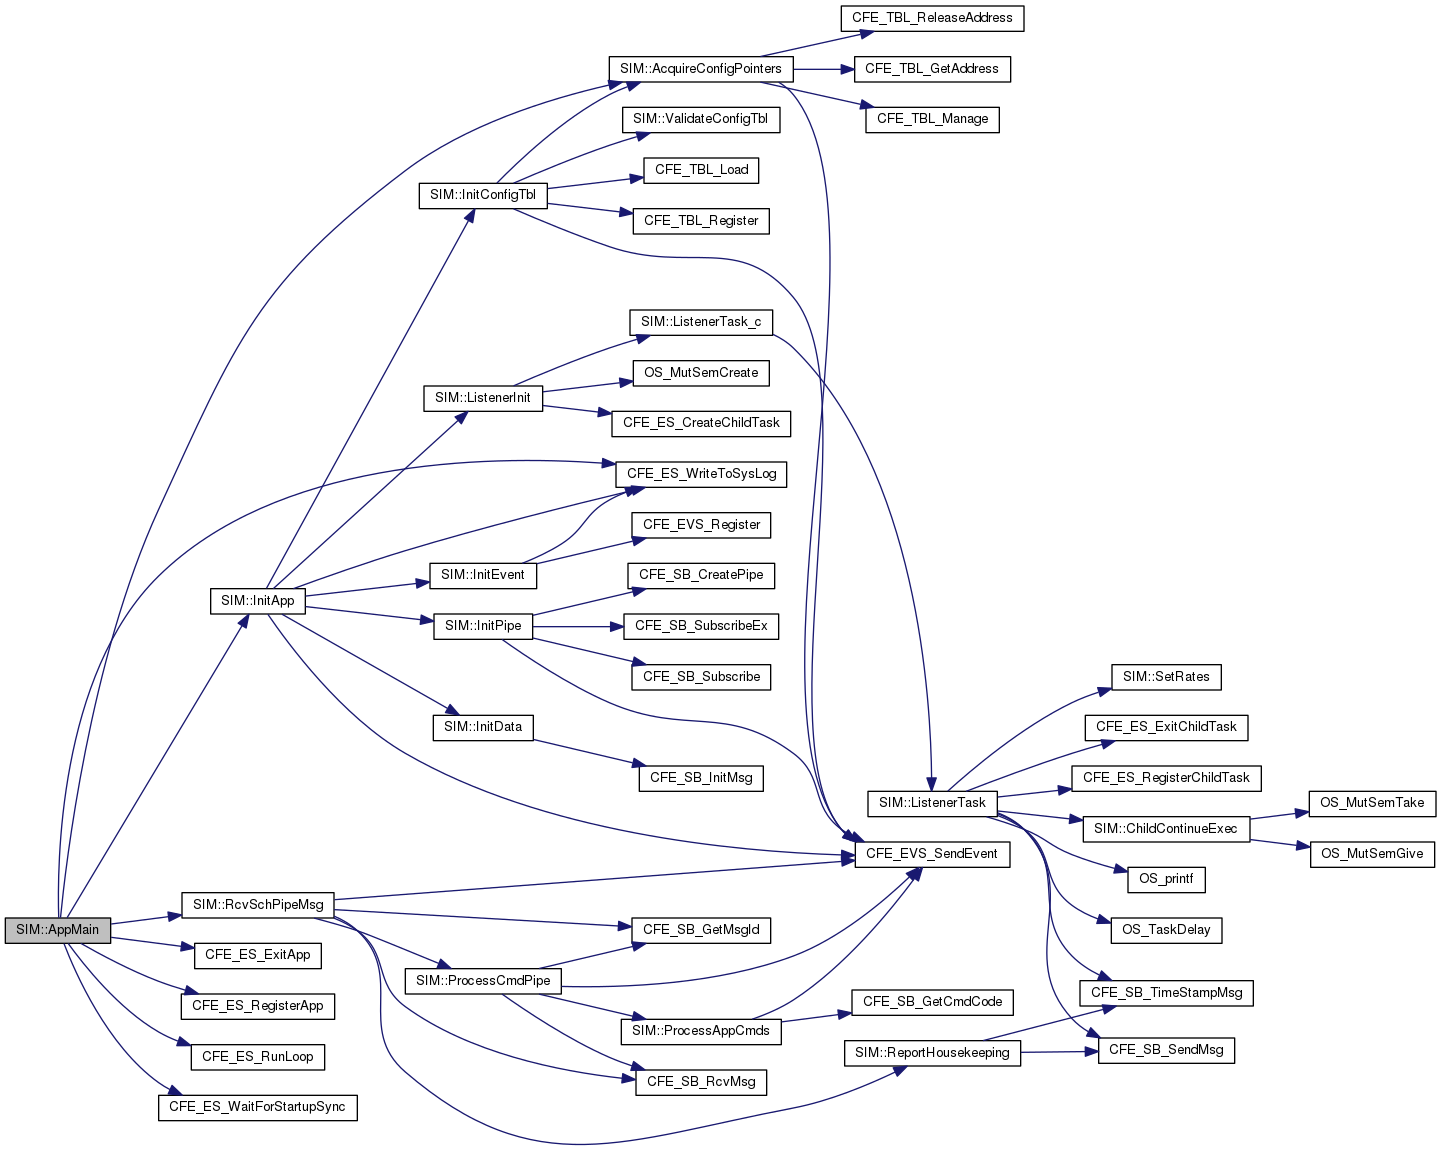 CFE_TBL_ReleaseAddress
SIM::AcquireConfigPointers
CFE_TBL_GetAddress
CFE_TBL_Manage
SIM::ValidateConfigTbl
CFE_TBL_Load
SIM::InitConfigTbl
CFE_TBL_Register
SIM::ListenerTask_c
OS_MutSemCreate
SIM::ListenerInit
CFE_ES_CreateChildTask
CFE_ES_WriteToSysLog
CFE_EVS_Register
SIM::InitEvent
CFE_SB_CreatePipe
SIM::InitApp
SIM::InitPipe
CFE_SB_SubscribeEx
CFE_SB_Subscribe
SIM::SetRates
SIM::InitData
CFE_ES_ExitChildTask
CFE_SB_InitMsg
CFE_ES_RegisterChildTask
SIM::ListenerTask
OS_MutSemTake
SIM::ChildContinueExec
CFE_EVS_SendEvent
OS_MutSemGive
OS_printf
SIM::RcvSchPipeMsg
SIM::AppMain
CFE_SB_GetMsgId
OS_TaskDelay
CFE_ES_ExitApp
SIM::ProcessCmdPipe
CFE_SB_TimeStampMsg
CFE_ES_RegisterApp
CFE_SB_GetCmdCode
SIM::ProcessAppCmds
CFE_ES_RunLoop
SIM::ReportHousekeeping
CFE_SB_SendMsg
CFE_SB_RcvMsg
CFE_ES_WaitForStartupSync